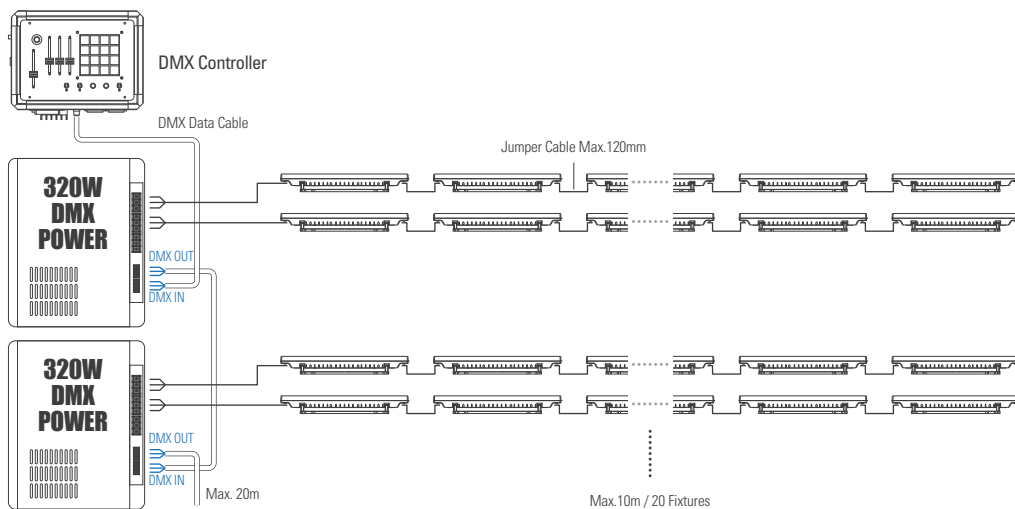 DMX Controller
DMX Data Cable
Jumper Cable Max.120mm
320W
DMX
POWER
DMX OUT
DMX IN
320W
DMX
POWER
DMX OUT
DMX IN
Max. 20m
Max.10m / 20 Fixtures